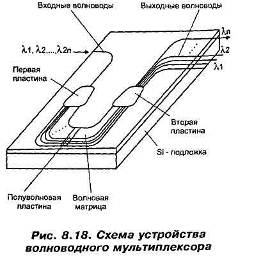 Входные волноводы
Выходные волноводы
λ1, λ2,...,λ2n
λn
λ2
λ1
Первая
пластина
Вторая
пластина
Si - подложка
Полуволновая
пластина
Волновая
матрица
Рис. 8.18. Схема устройства
волноводного мультиплексора